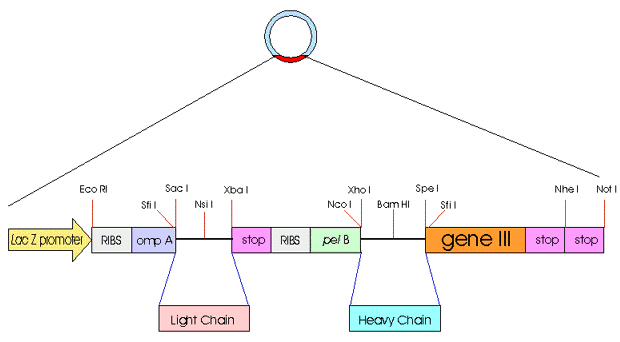 Eco RI
Sac I
Xba I
Xho I
Spe I
Nhe I
Not I
Sfi I
Nsi I
Nco I
Bam HI
Sfi I
Lac Z promoter
RIBS
omp A
stop
RIBS
pel B
gene III
stop
stop
Light Chain
Heavy Chain